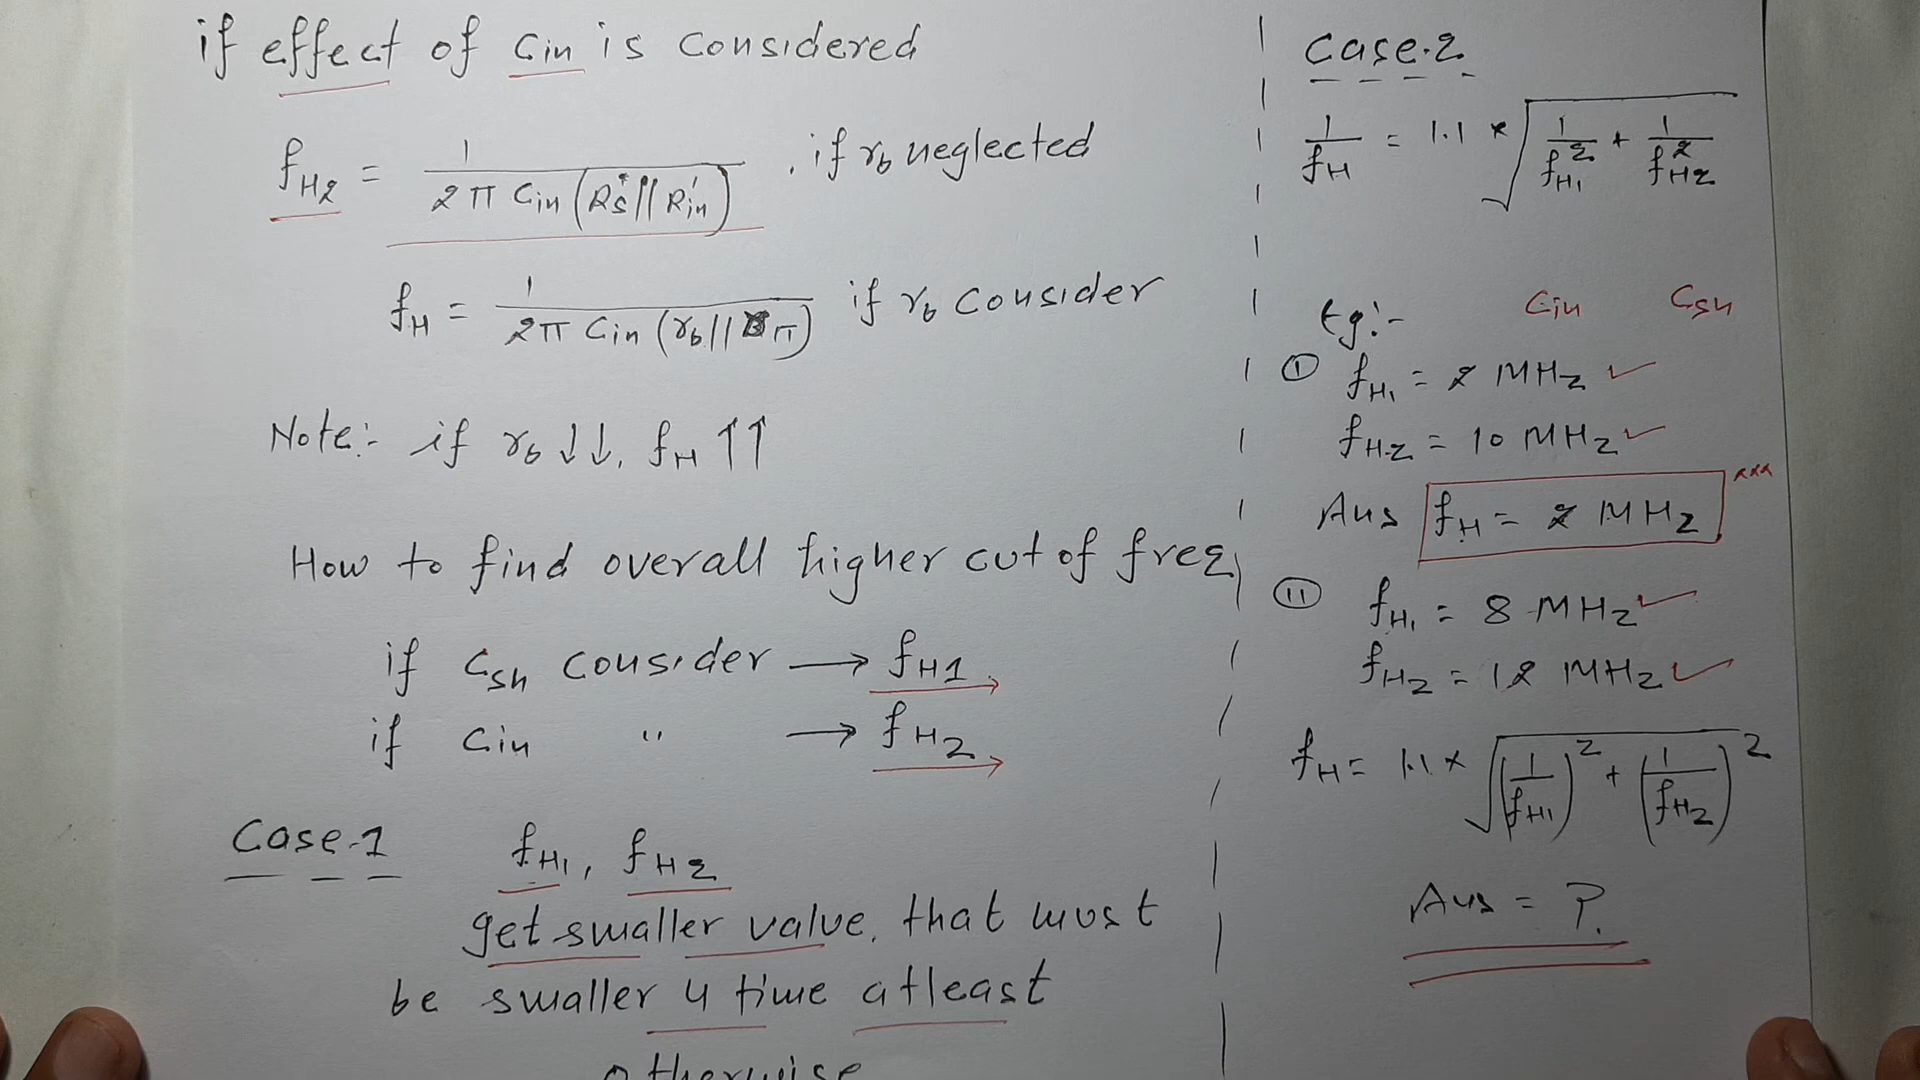 if effect of Cin is considered
fH2 = 1 / 2π Cin (Rs* || R'in) , if rb neglected
fH = 1 / 2π Cin (rb || π) if rb consider
Note:- if rb ↓↓, fH ↑↑
How to find overall higher cut of freq
if Csh consider → fH1
if Cin " → fH2
Case-1 fH1, fH2
get smaller value, that must
be smaller 4 time atleast
otherwise
Case-2
1/fH = 1.1 × √(1/fH1² + 1/fH2²)
Eg:- Cin Csh
① fH1 = 2 MHz ✓
fH2 = 10 MHz ✓
Ans fH = 2 MHz xxx
⑪ fH1 = 8 MHz ✓
fH2 = 12 MHz ✓
fH = 1.1 × √((1/fH1)² + (1/fH2)²)
Ans = ?